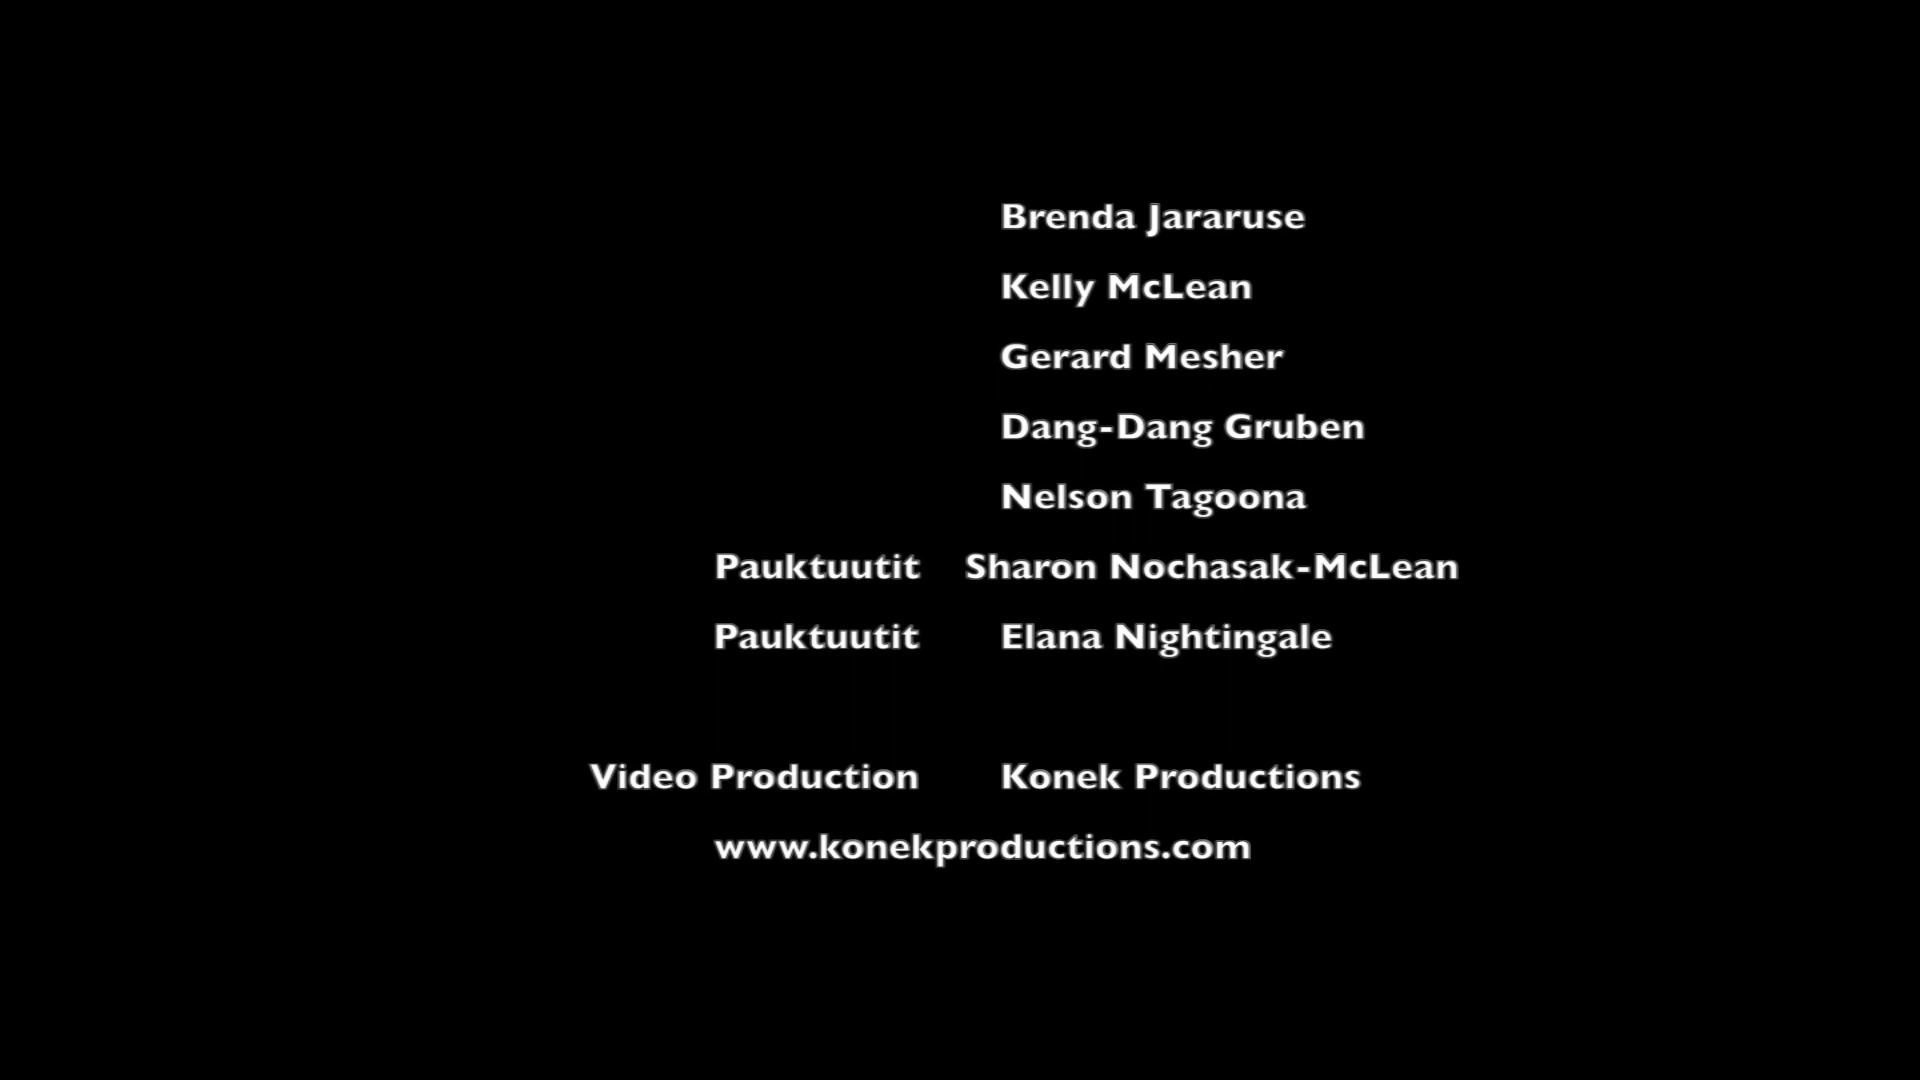 Brenda Jararuse
Kelly McLean
Gerard Mesher
Dang-Dang Gruben
Nelson Tagoona
Pauktuutit Sharon Nochasak-McLean
Pauktuutit Elana Nightingale
Video Production Konek Productions
www.konekproductions.com